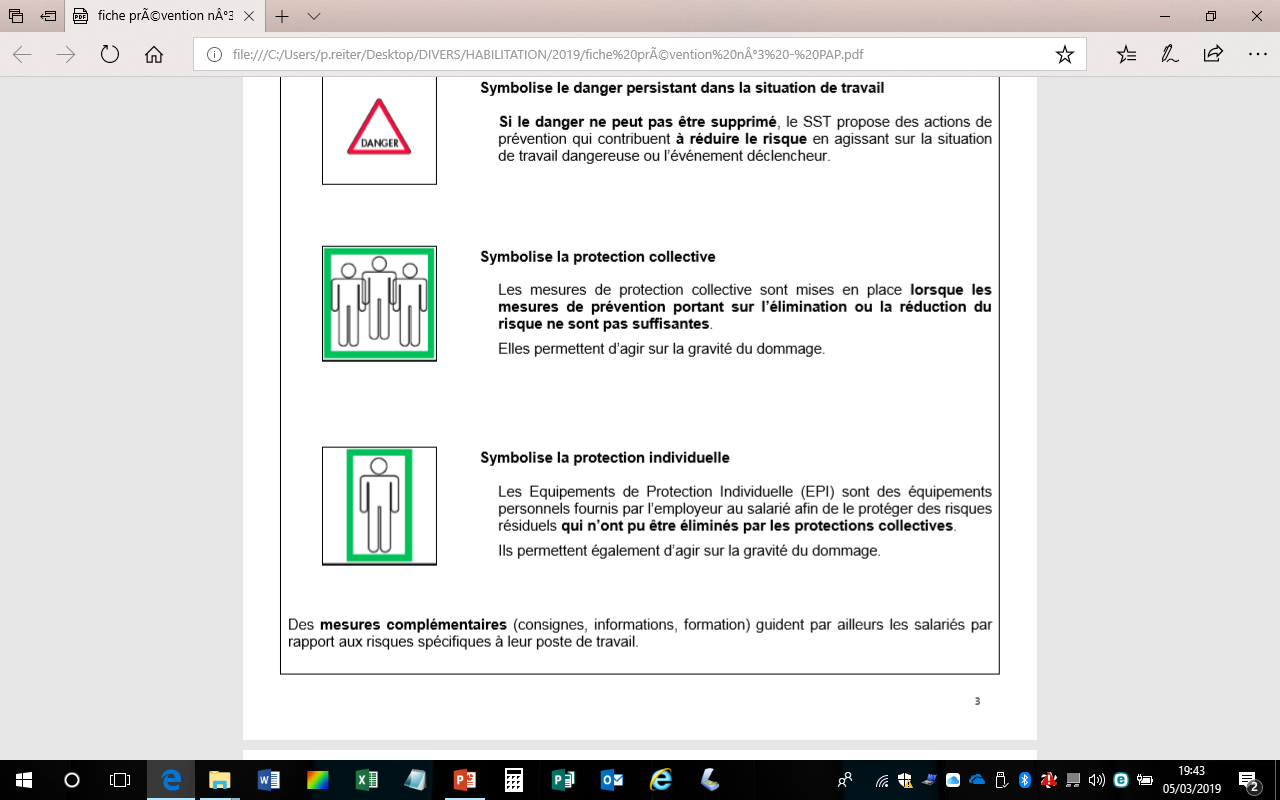 fiche prÃ©vention nÂ°3
file:///C:/Users/p.reiter/Desktop/DIVERS/HABILITATION/2019/fiche%20prÃ©vention%20nÂ°3%20-%20PAP.pdf
DANGER
Symbolise le danger persistant dans la situation de travail
Si le danger ne peut pas être supprimé, le SST propose des actions de
prévention qui contribuent à réduire le risque en agissant sur la situation
de travail dangereuse ou l’événement déclencheur.
Symbolise la protection collective
Les mesures de protection collective sont mises en place lorsque les
mesures de prévention portant sur l’élimination ou la réduction du
risque ne sont pas suffisantes.
Elles permettent d’agir sur la gravité du dommage.
Symbolise la protection individuelle
Les Equipements de Protection Individuelle (EPI) sont des équipements
personnels fournis par l’employeur au salarié afin de le protéger des risques
résiduels qui n’ont pu être éliminés par les protections collectives.
Ils permettent également d’agir sur la gravité du dommage.
Des mesures complémentaires (consignes, informations, formation) guident par ailleurs les salariés par
rapport aux risques spécifiques à leur poste de travail.
3
19:43
05/03/2019
2